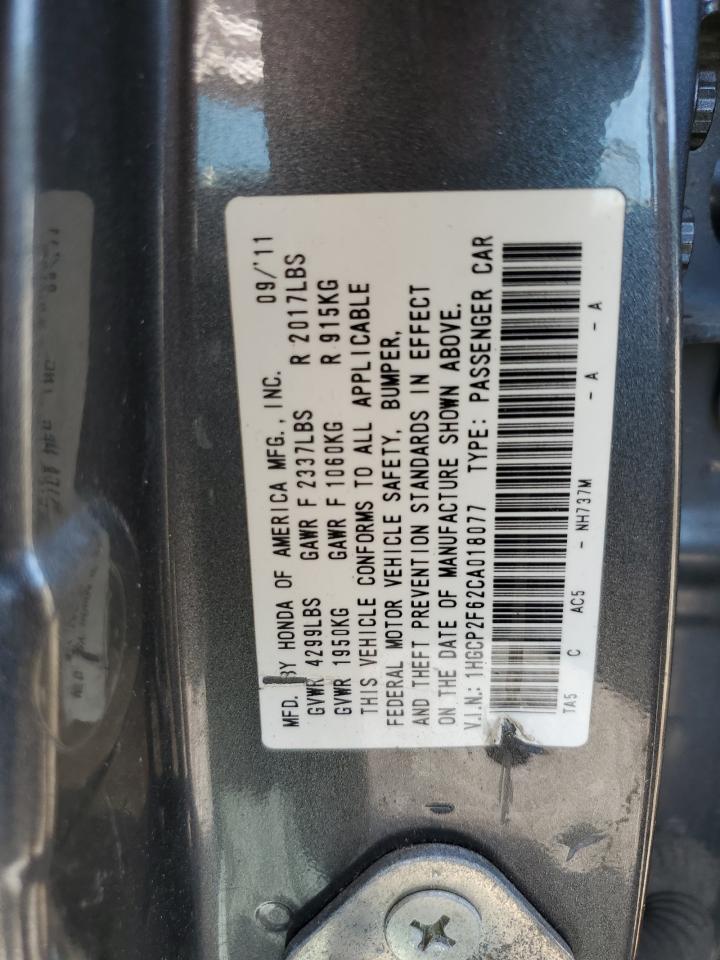 MFD. BY HONDA OF AMERICA MFG., INC. 09/'11
GVWR 4299LBS GAWR F 2337LBS R 2017LBS
GVWR 1950KG GAWR F 1060KG R 915KG
THIS VEHICLE CONFORMS TO ALL APPLICABLE
FEDERAL MOTOR VEHICLE SAFETY, BUMPER,
AND THEFT PREVENTION STANDARDS IN EFFECT
ON THE DATE OF MANUFACTURE SHOWN ABOVE.
V.I.N.: 1HGCP2F62CA018077 TYPE: PASSENGER CAR
TA5 C AC5 - NH737M - A - A